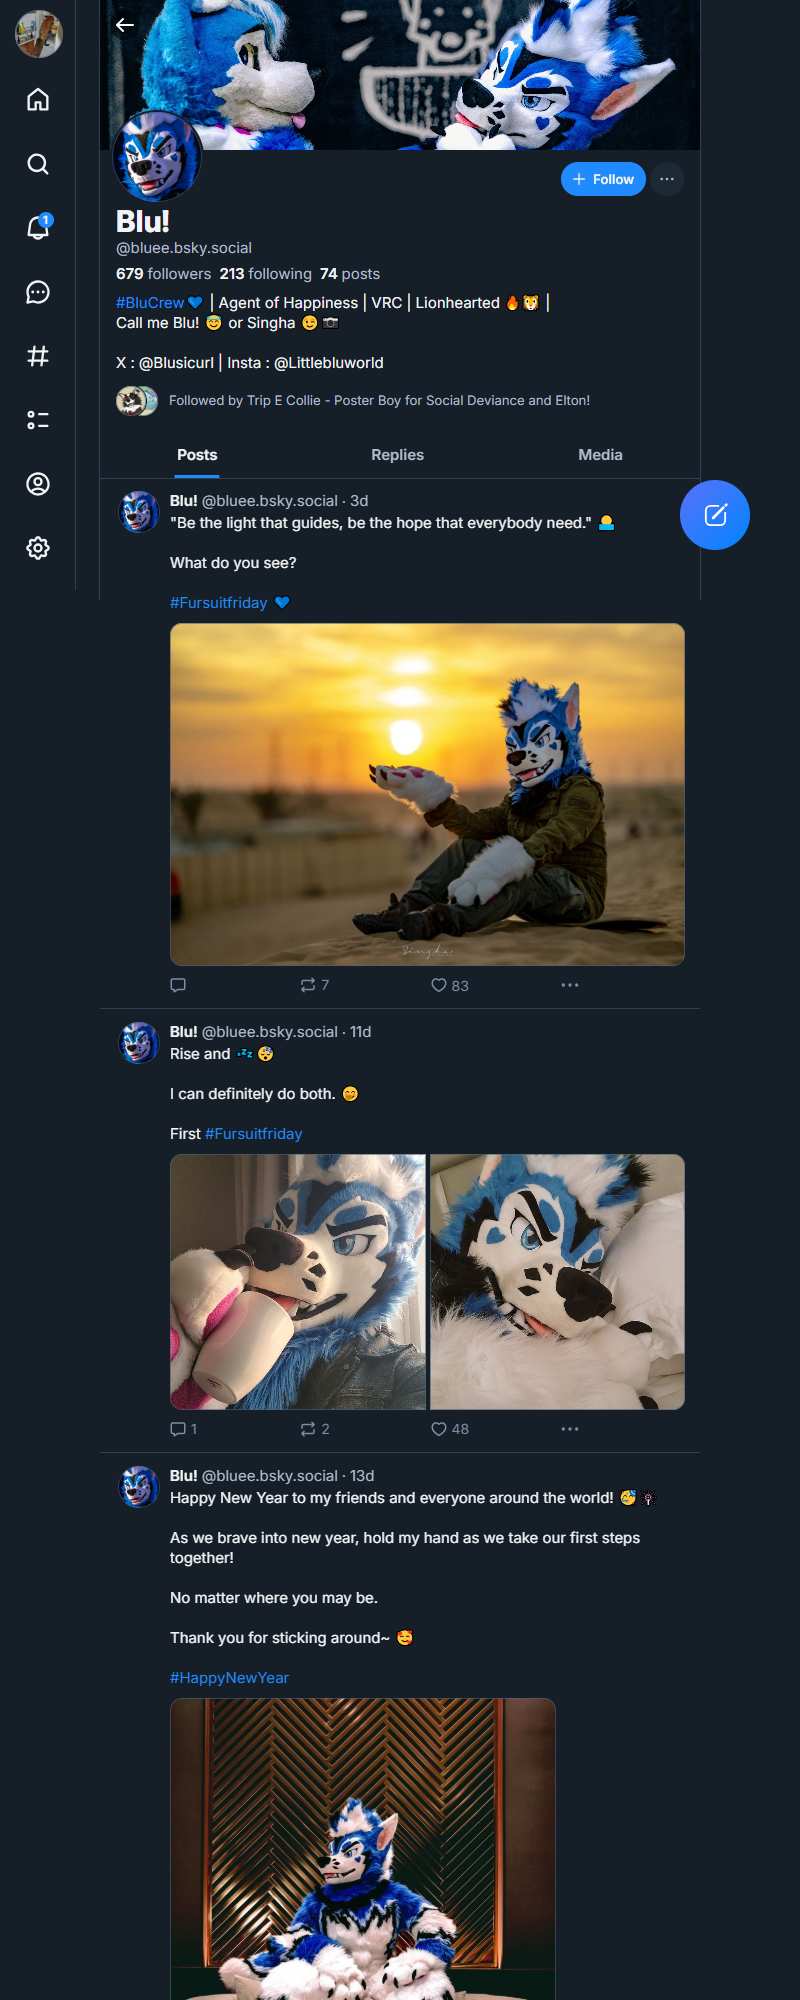 + Follow
...
1
Blu!
@bluee.bsky.social
679 followers 213 following 74 posts
#BluCrew💙 | Agent of Happiness | VRC | Lionhearted 🔥🦁 |
Call me Blu! 😇 or Singha 😉 📷
X : @Blusicurl | Insta : @Littlebluworld
Followed by Trip E Collie - Poster Boy for Social Deviance and Elton!
Posts Replies Media
Blu! @bluee.bsky.social · 3d
"Be the light that guides, be the hope that everybody need." 🌅
What do you see?
#Fursuitfriday 💙
Singha
7 83 ...
Blu! @bluee.bsky.social · 11d
Rise and 💤 😴
I can definitely do both. 😊
First #Fursuitfriday
1 2 48 ...
Blu! @bluee.bsky.social · 13d
Happy New Year to my friends and everyone around the world! 🥳 🎆
As we brave into new year, hold my hand as we take our first steps
together!
No matter where you may be.
Thank you for sticking around~ 🥰
#HappyNewYear